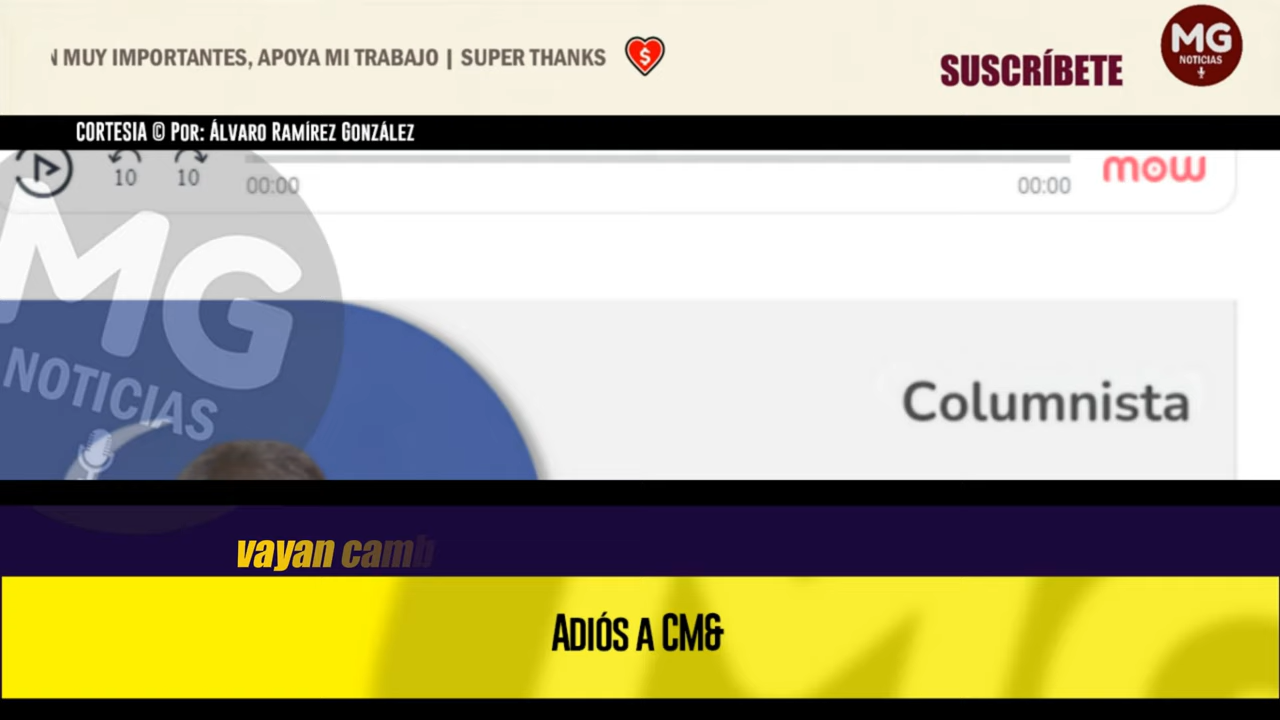 MUY IMPORTANTES, APOYA MI TRABAJO | SUPER THANKS
$
SUSCRÍBETE
MG
NOTICIAS
CORTESIA © Por: Álvaro Ramírez González
10
10
00:00
00:00
mow
MG
NOTICIAS
Columnista
vayan camb
Adiós a CM&